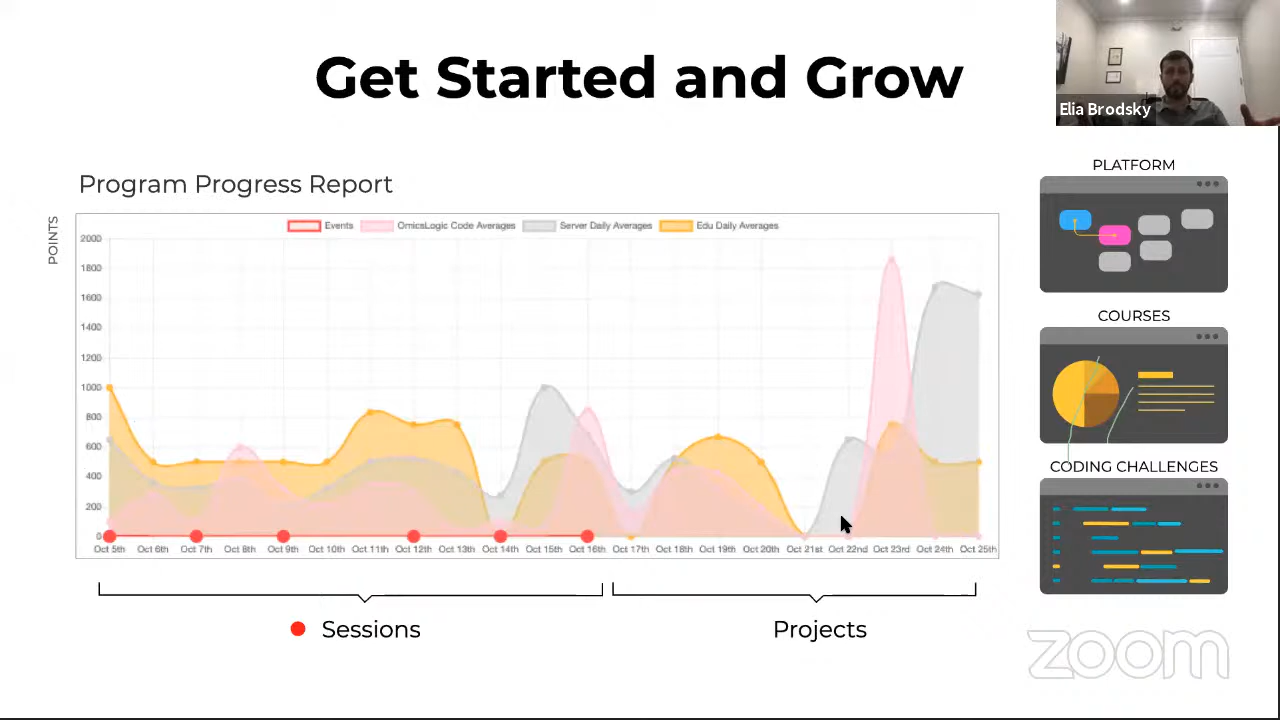 Get Started and Grow
Elia Brodsky
Program Progress Report
PLATFORM
POINTS
Events OmicsLogic Code Averages Server Daily Averages Edu Daily Averages
2000
1800
1600
1400
1200
1000
800
600
400
200
0
Oct 5th Oct 6th Oct 7th Oct 8th Oct 9th Oct 10th Oct 11th Oct 12th Oct 13th Oct 14th Oct 15th Oct 16th Oct 17th Oct 18th Oct 19th Oct 20th Oct 21st Oct 22nd Oct 23rd Oct 24th Oct 25th
COURSES
CODING CHALLENGES
Sessions
Projects
zoom